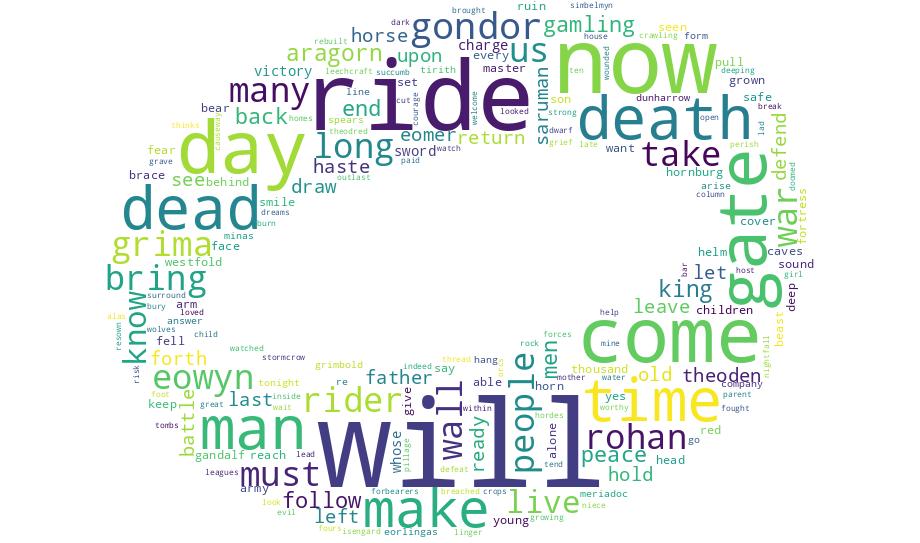 brought simbelmyn
dark gondor ruin
horse gamling seen
rebuilt charge us now house crawling form
aragorn upon every master wounded
leechcraft succumb tirith saruman ten pull deeping
victory ride set welcome looked son grown
many line cut courage strong dunharrow safe
bear back end spears death open break
homes theodred eomer return dwarf lad
thinks causeway day long sword watch grief late perish defend
fear paid want take
grave haste hornburg doomed
brace see behind outlast draw arise gate war fortress
dead smile column
dreams cover
burn
grima minas face helm caves
westfold bar let host sound girl
bring king deep
surround leave children beast
bury arm loved help
alas know answer child fell mine come nightfall
resown wolves watched rock forces
risk forth stormcrow men
grimbold thread hang orcs mother water thousand old theoden
foot eowyn tonight re father indeed say able horn yes company parent
keep great last inside rider give wall within people time worthy fought
tombs battle man wait will whose ready alone hordes rohan red go
gandalf reach lead pillage defeat tend peace head
leagues must hold
army follow forbearers breached crops live meriadoc
look left make young growing niece
evil fours isengard eorlingas linger